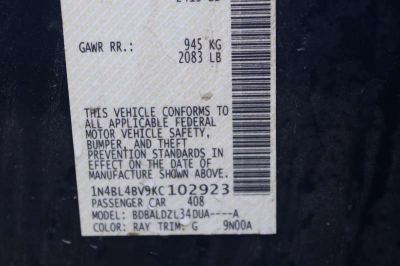 GAWR RR.: 945 KG
2083 LB
THIS VEHICLE CONFORMS TO
ALL APPLICABLE FEDERAL
MOTOR VEHICLE SAFETY,
BUMPER, AND THEFT
PREVENTION STANDARDS IN
EFFECT ON THE DATE OF
MANUFACTURE SHOWN ABOVE.
1N4BL4BV9KC102923
PASSENGER CAR 408
MODEL: BDBALDZL34DUA----A
COLOR: RAY TRIM: G 9N00A